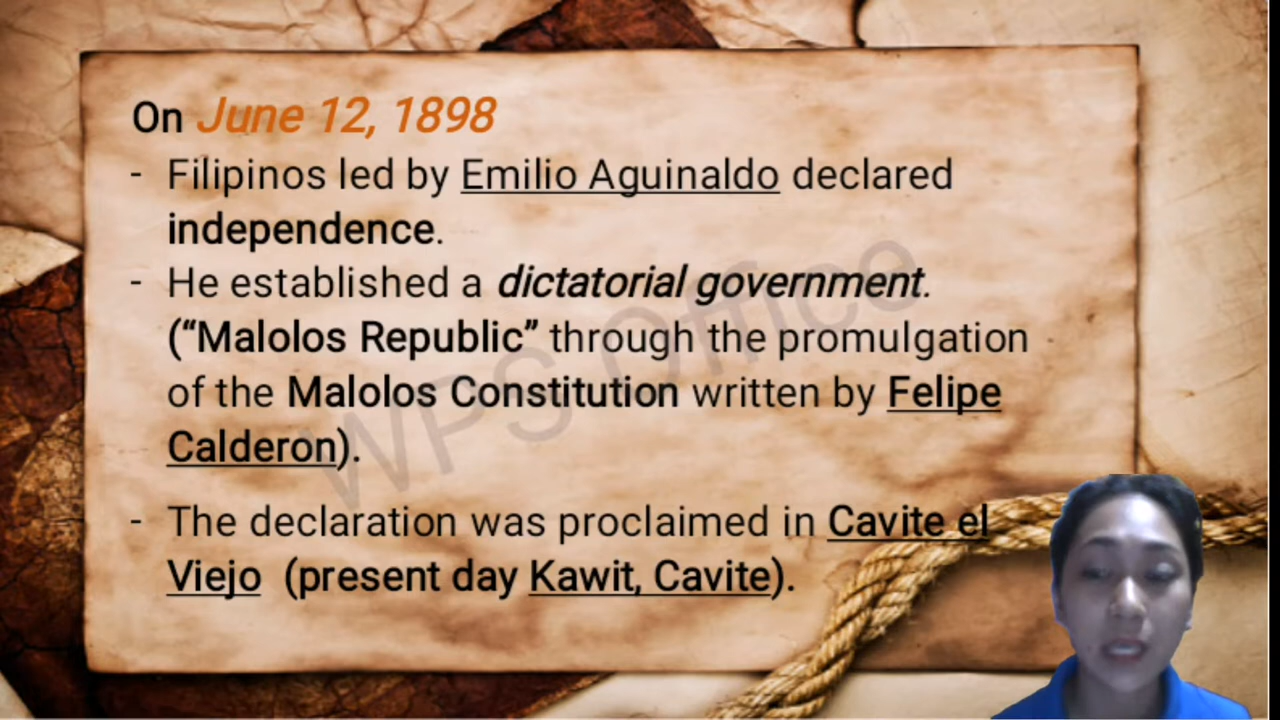 On June 12, 1898
- Filipinos led by Emilio Aguinaldo declared
independence.
- He established a dictatorial government.
(“Malolos Republic” through the promulgation
of the Malolos Constitution written by Felipe
Calderon).
- The declaration was proclaimed in Cavite el
Viejo (present day Kawit, Cavite).
WPS Office